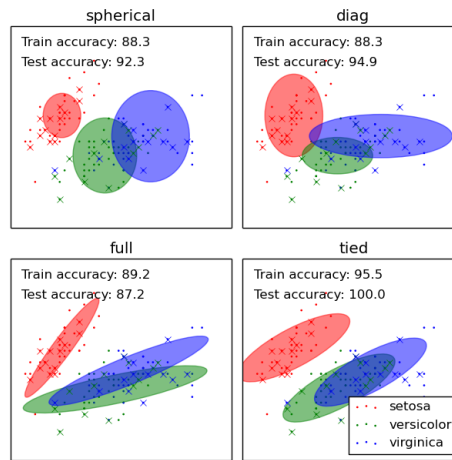 spherical
Train accuracy: 88.3
Test accuracy: 92.3
diag
Train accuracy: 88.3
Test accuracy: 94.9
full
Train accuracy: 89.2
Test accuracy: 87.2
tied
Train accuracy: 95.5
Test accuracy: 100.0
setosa
versicolor
virginica